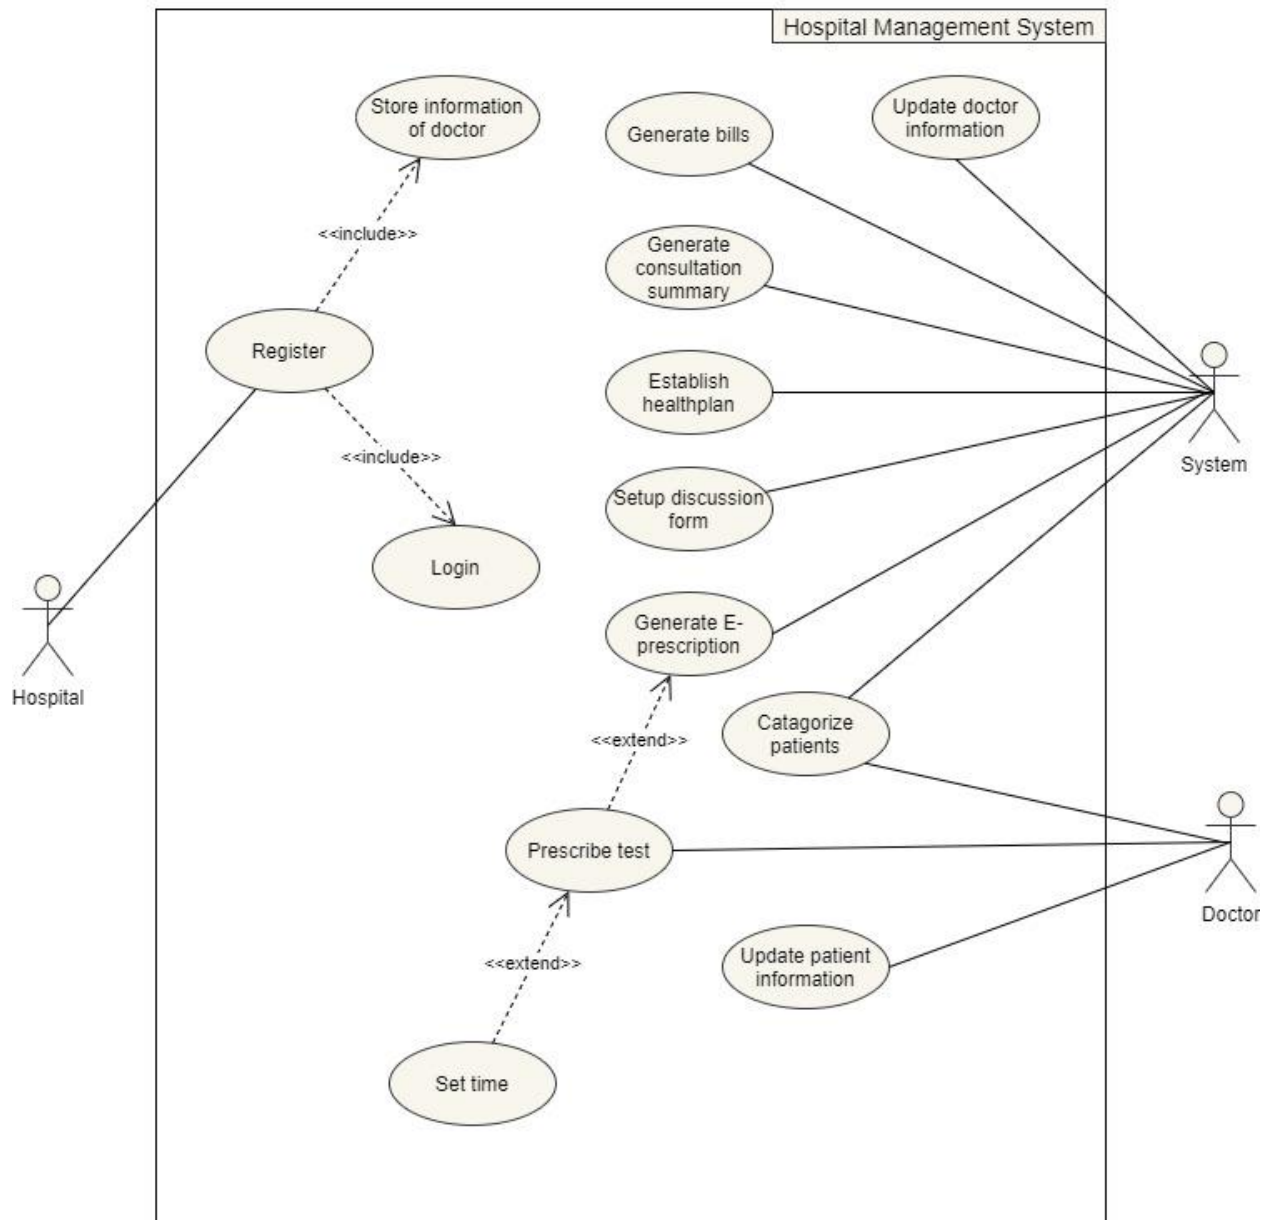 Hospital Management System
Store information
of doctor
Generate bills
Update doctor
information
<<include>>
Generate
consultation
summary
Register
Establish
healthplan
System
<<include>>
Setup discussion
form
Login
Generate E-
prescription
Hospital
<<extend>>
Catagorize
patients
Prescribe test
Doctor
<<extend>>
Update patient
information
Set time